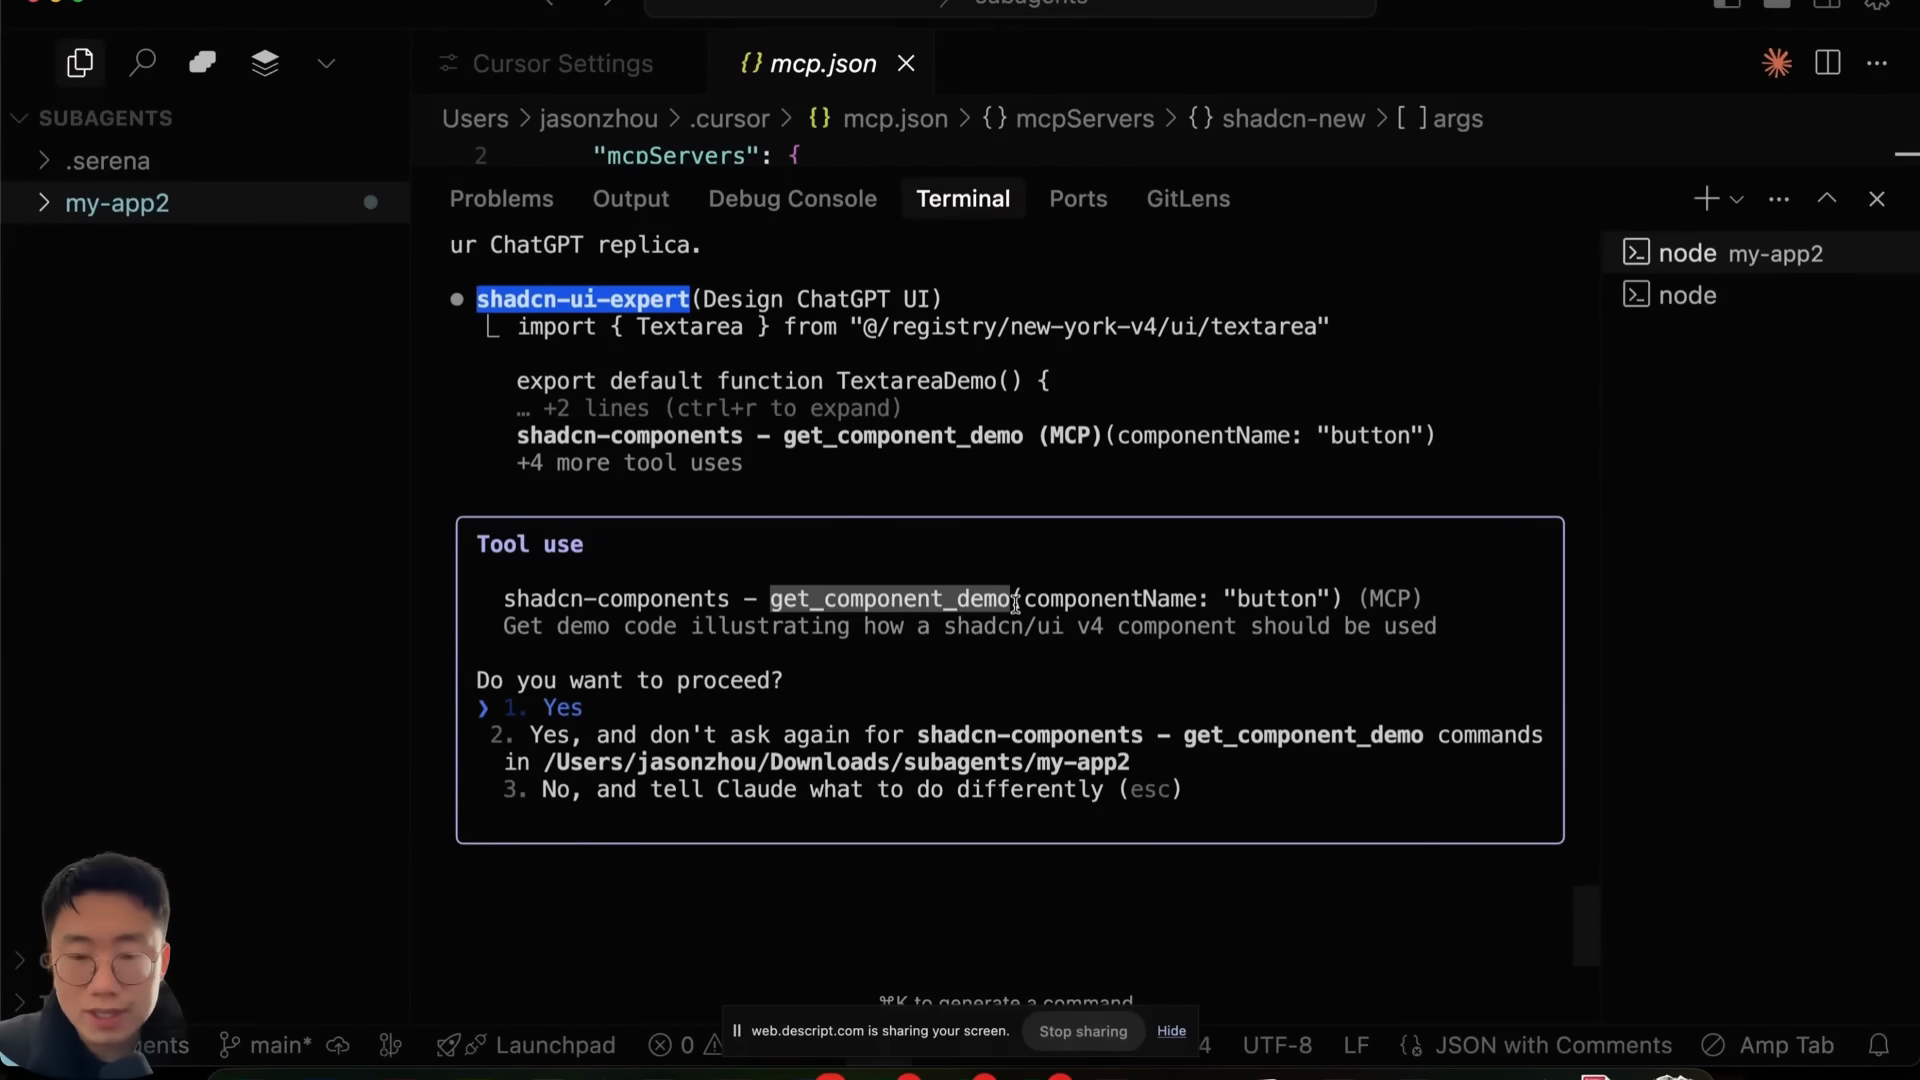 Cursor Settings
{} mcp.json
SUBAGENTS
.serena
my-app2
Users > jasonzhou > .cursor > {} mcp.json > {} mcpServers > {} shadcn-new > [ ] args
2 "mcpServers": {
Problems Output Debug Console Terminal Ports GitLens
ur ChatGPT replica.
shadcn-ui-expert(Design ChatGPT UI)
import { Textarea } from "@/registry/new-york-v4/ui/textarea"
export default function TextareaDemo() {
… +2 lines (ctrl+r to expand)
shadcn-components - get_component_demo (MCP)(componentName: "button")
+4 more tool uses
Tool use
shadcn-components - get_component_demo(componentName: "button") (MCP)
Get demo code illustrating how a shadcn/ui v4 component should be used
Do you want to proceed?
❯ 1. Yes
2. Yes, and don't ask again for shadcn-components - get_component_demo commands
in /Users/jasonzhou/Downloads/subagents/my-app2
3. No, and tell Claude what to do differently (esc)
node my-app2
node
⌘K to generate a command
web.descript.com is sharing your screen. Stop sharing Hide
main* Launchpad 0 4 UTF-8 LF JSON with Comments Amp Tab